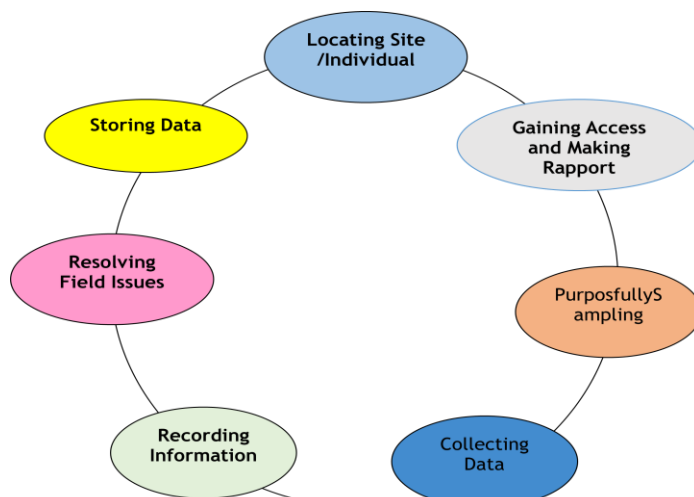 Locating Site
/Individual
Gaining Access
and Making
Rapport
PurposfullyS
ampling
Collecting
Data
Recording
Information
Resolving
Field Issues
Storing Data